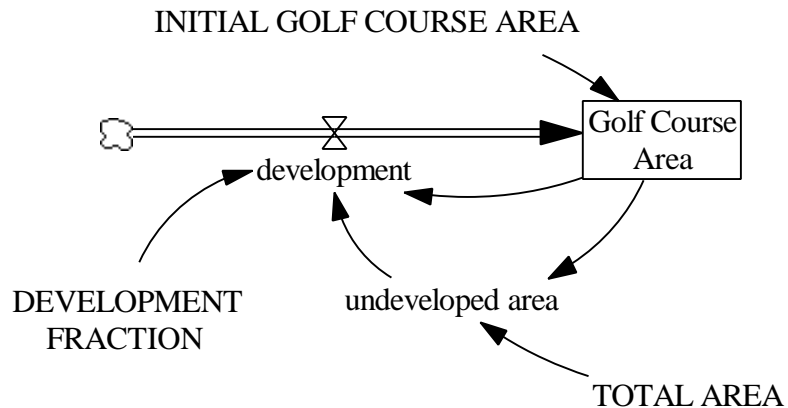 INITIAL GOLF COURSE AREA
Golf Course
Area
development
DEVELOPMENT
FRACTION
undeveloped area
TOTAL AREA